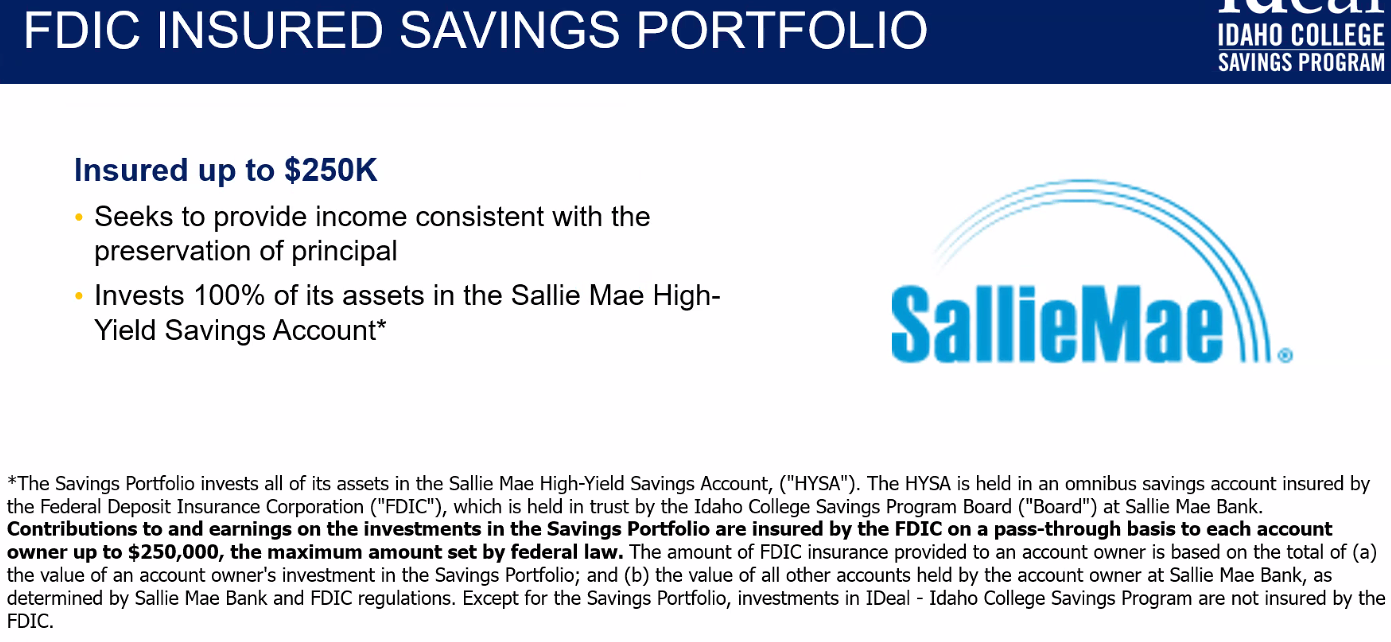 FDIC INSURED SAVINGS PORTFOLIO
ideal
IDAHO COLLEGE
SAVINGS PROGRAM
Insured up to $250K
• Seeks to provide income consistent with the
preservation of principal
• Invests 100% of its assets in the Sallie Mae High-
Yield Savings Account*
SallieMae®
*The Savings Portfolio invests all of its assets in the Sallie Mae High-Yield Savings Account, ("HYSA"). The HYSA is held in an omnibus savings account insured by
the Federal Deposit Insurance Corporation ("FDIC"), which is held in trust by the Idaho College Savings Program Board ("Board") at Sallie Mae Bank.
Contributions to and earnings on the investments in the Savings Portfolio are insured by the FDIC on a pass-through basis to each account
owner up to $250,000, the maximum amount set by federal law. The amount of FDIC insurance provided to an account owner is based on the total of (a)
the value of an account owner's investment in the Savings Portfolio; and (b) the value of all other accounts held by the account owner at Sallie Mae Bank, as
determined by Sallie Mae Bank and FDIC regulations. Except for the Savings Portfolio, investments in IDeal - Idaho College Savings Program are not insured by the
FDIC.